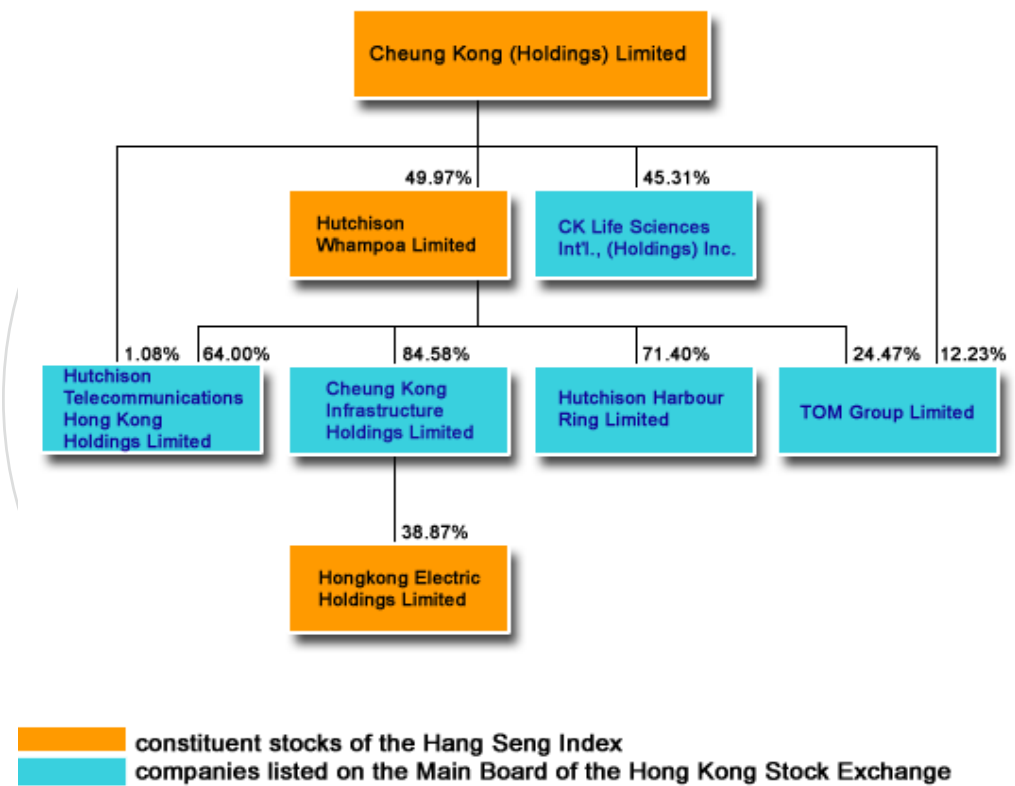 Cheung Kong (Holdings) Limited
49.97%
45.31%
Hutchison
Whampoa Limited
CK Life Sciences
Int'l., (Holdings) Inc.
1.08%
64.00%
84.58%
71.40%
24.47%
12.23%
Hutchison
Telecommunications
Hong Kong
Holdings Limited
Cheung Kong
Infrastructure
Holdings Limited
Hutchison Harbour
Ring Limited
TOM Group Limited
38.87%
Hongkong Electric
Holdings Limited
constituent stocks of the Hang Seng Index
companies listed on the Main Board of the Hong Kong Stock Exchange